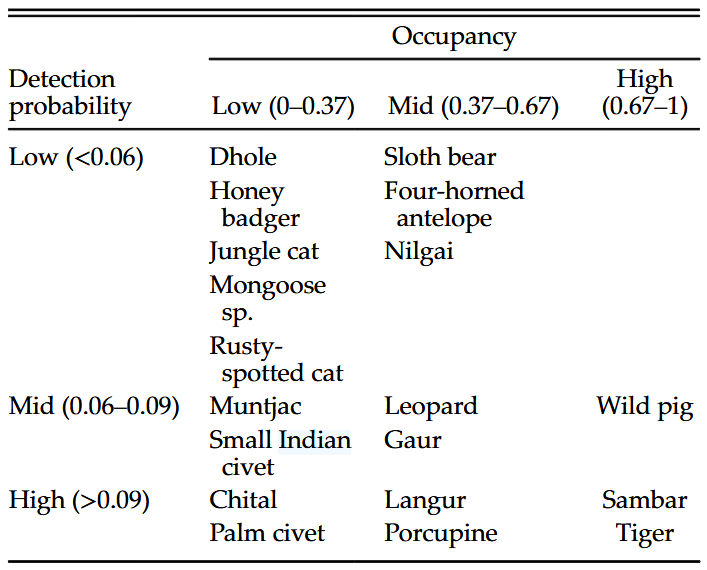 Occupancy
Detection probability Low (0–0.37) Mid (0.37–0.67) High (0.67–1)
Low (<0.06) Dhole Sloth bear
Honey badger Four-horned antelope
Jungle cat Nilgai
Mongoose sp.
Rusty-spotted cat
Mid (0.06–0.09) Muntjac Leopard Wild pig
Small Indian civet Gaur
High (>0.09) Chital Langur Sambar
Palm civet Porcupine Tiger